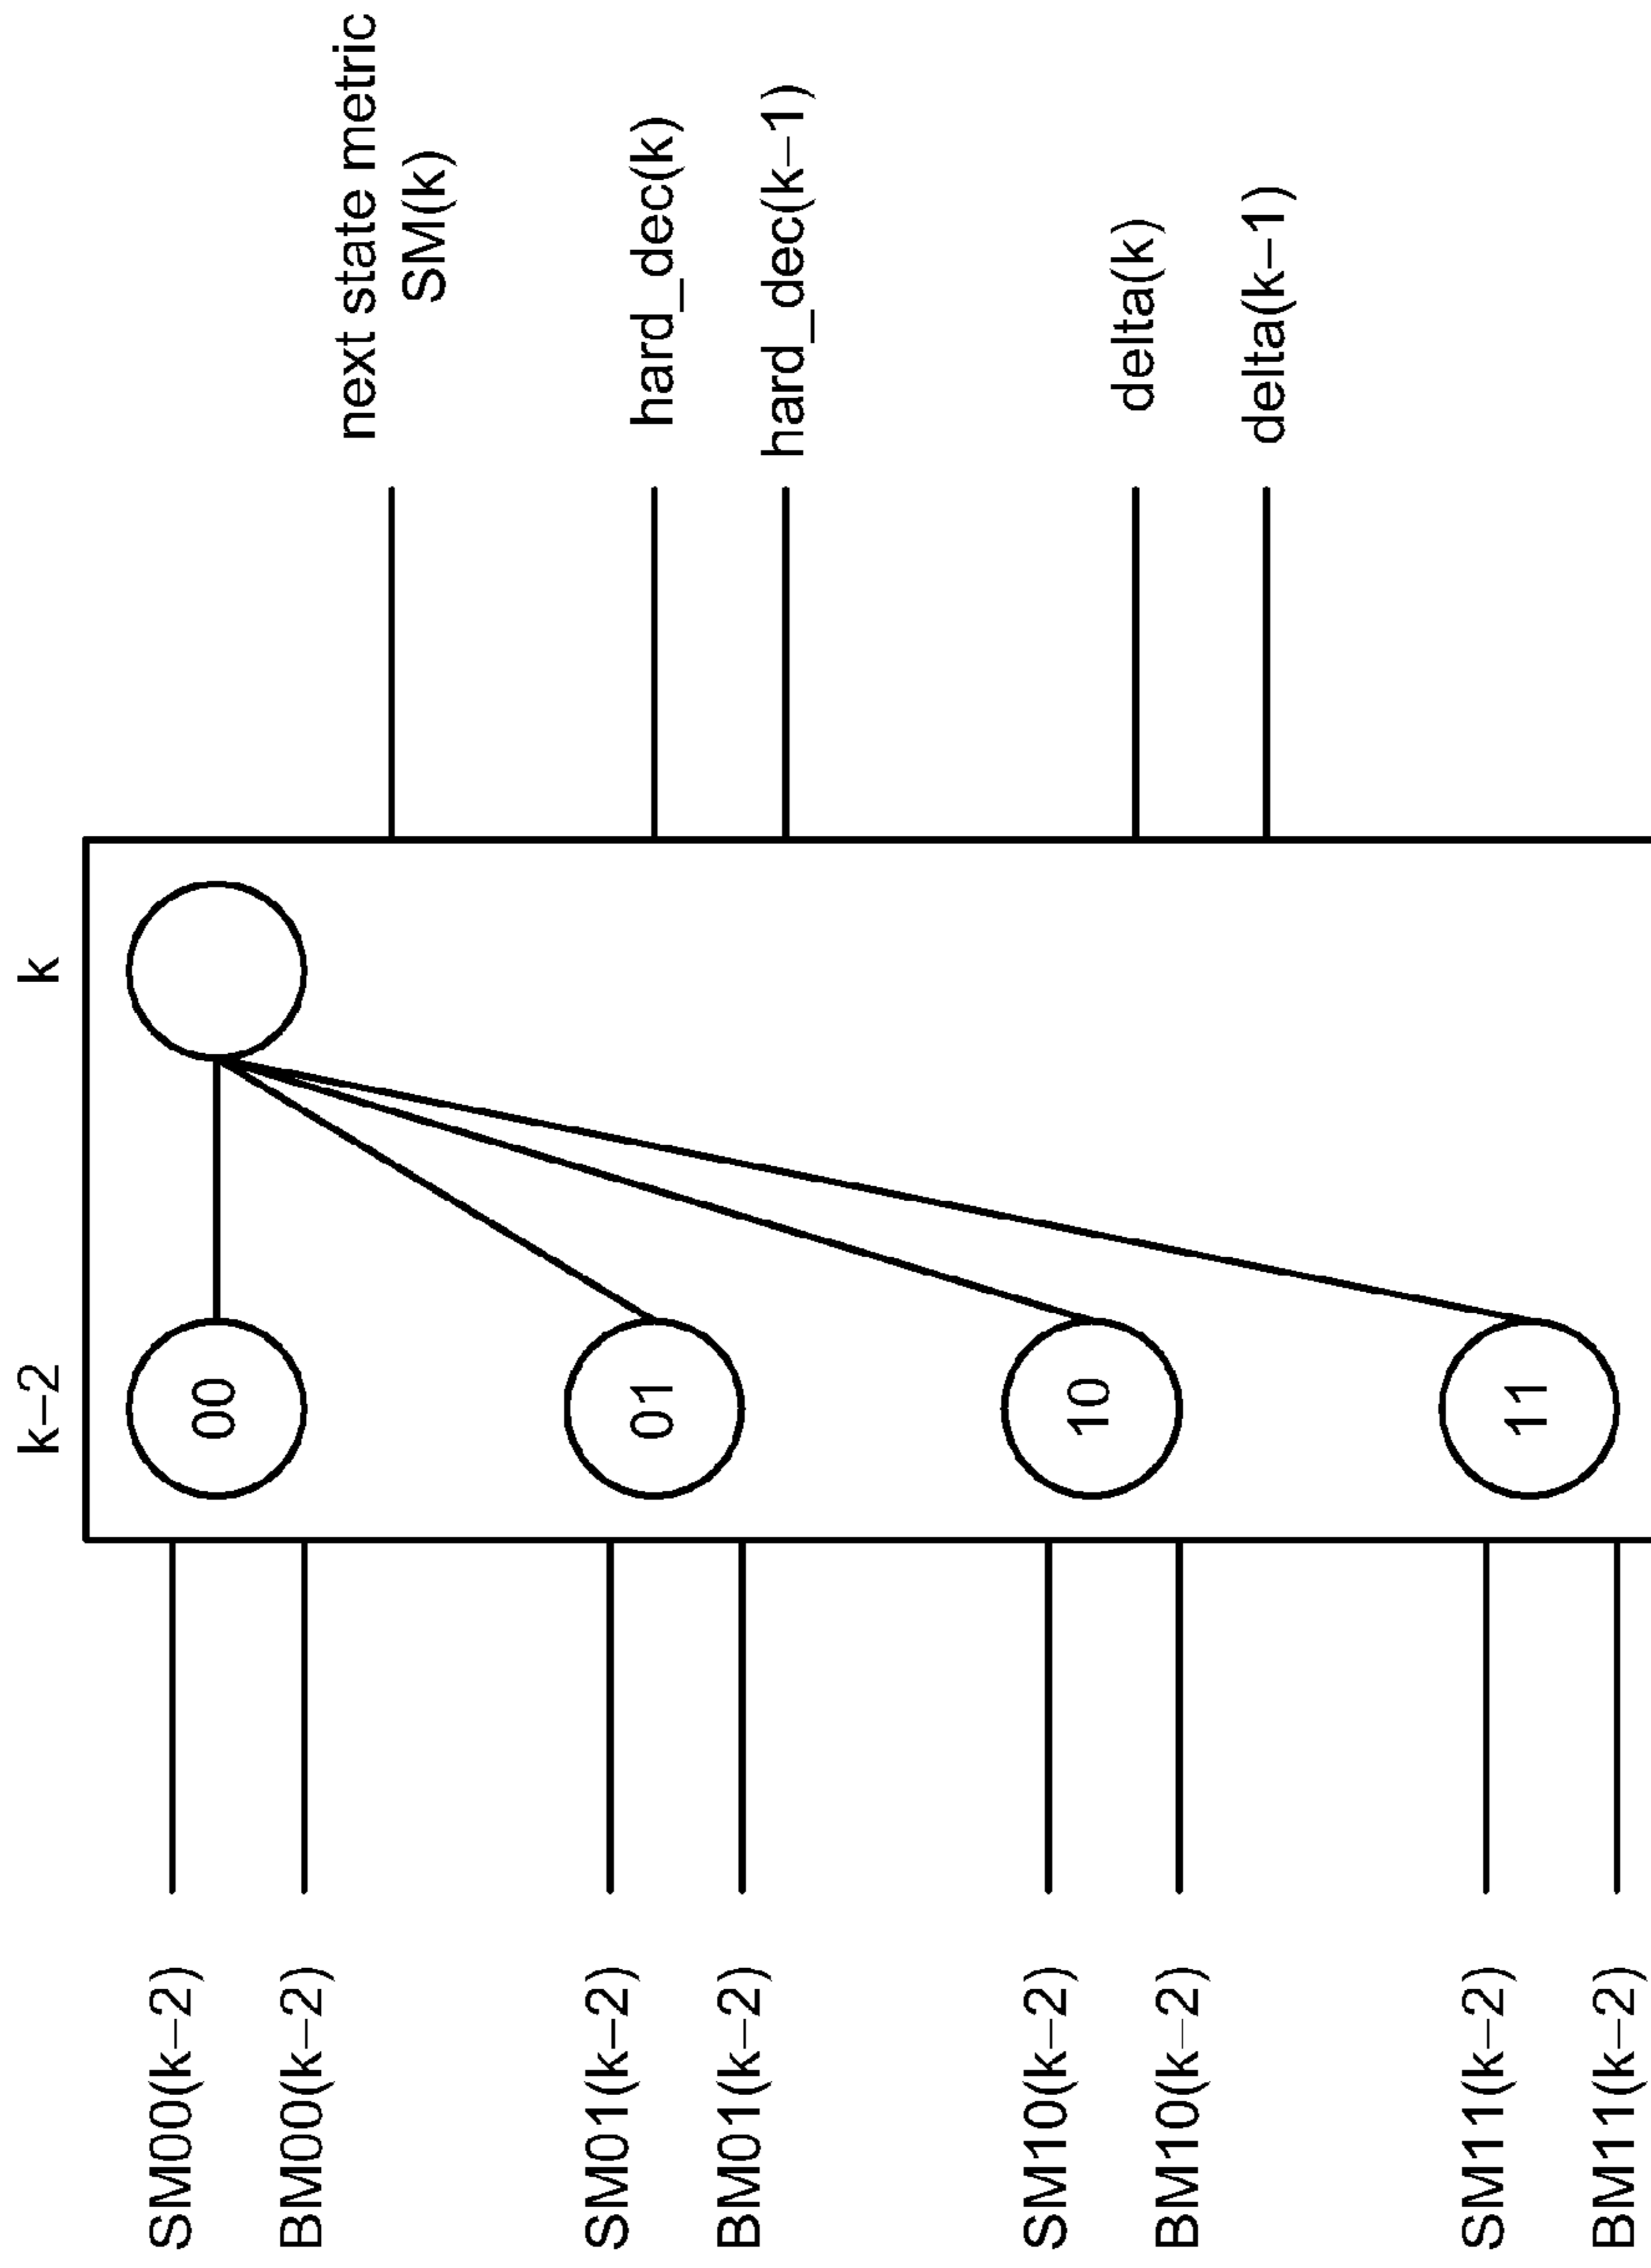 k−2
k
SM00(k−2)
BM00(k−2)
SM01(k−2)
BM01(k−2)
SM10(k−2)
BM10(k−2)
SM11(k−2)
BM11(k−2)
00
01
10
11
next state metric
SM(k)
hard_dec(k)
hard_dec(k−1)
delta(k)
delta(k−1)